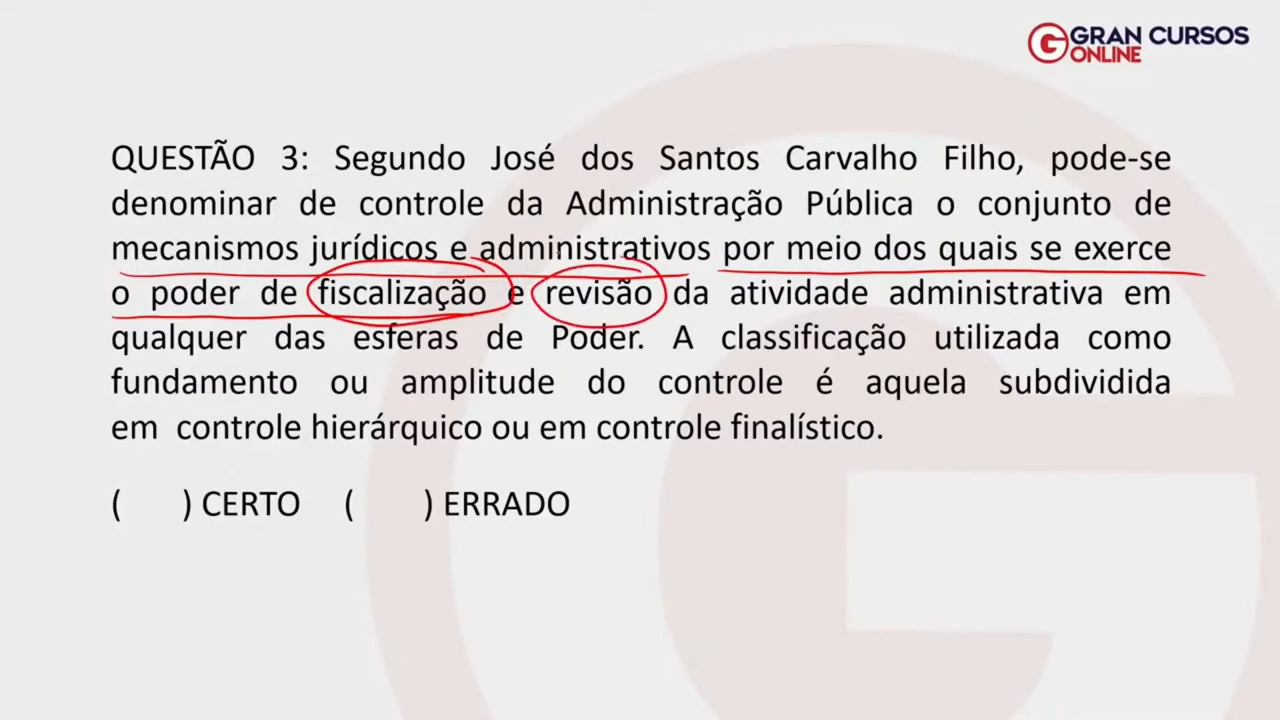 GRAN CURSOS
ONLINE
QUESTÃO 3: Segundo José dos Santos Carvalho Filho, pode-se
denominar de controle da Administração Pública o conjunto de
mecanismos jurídicos e administrativos por meio dos quais se exerce
o poder de fiscalização e revisão da atividade administrativa em
qualquer das esferas de Poder. A classificação utilizada como
fundamento ou amplitude do controle é aquela subdividida
em controle hierárquico ou em controle finalístico.
( ) CERTO ( ) ERRADO